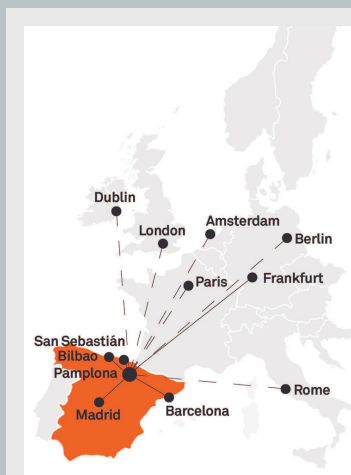 Dublin
London
Amsterdam
Berlin
Paris
Frankfurt
San Sebastián
Bilbao
Pamplona
Madrid
Barcelona
Rome